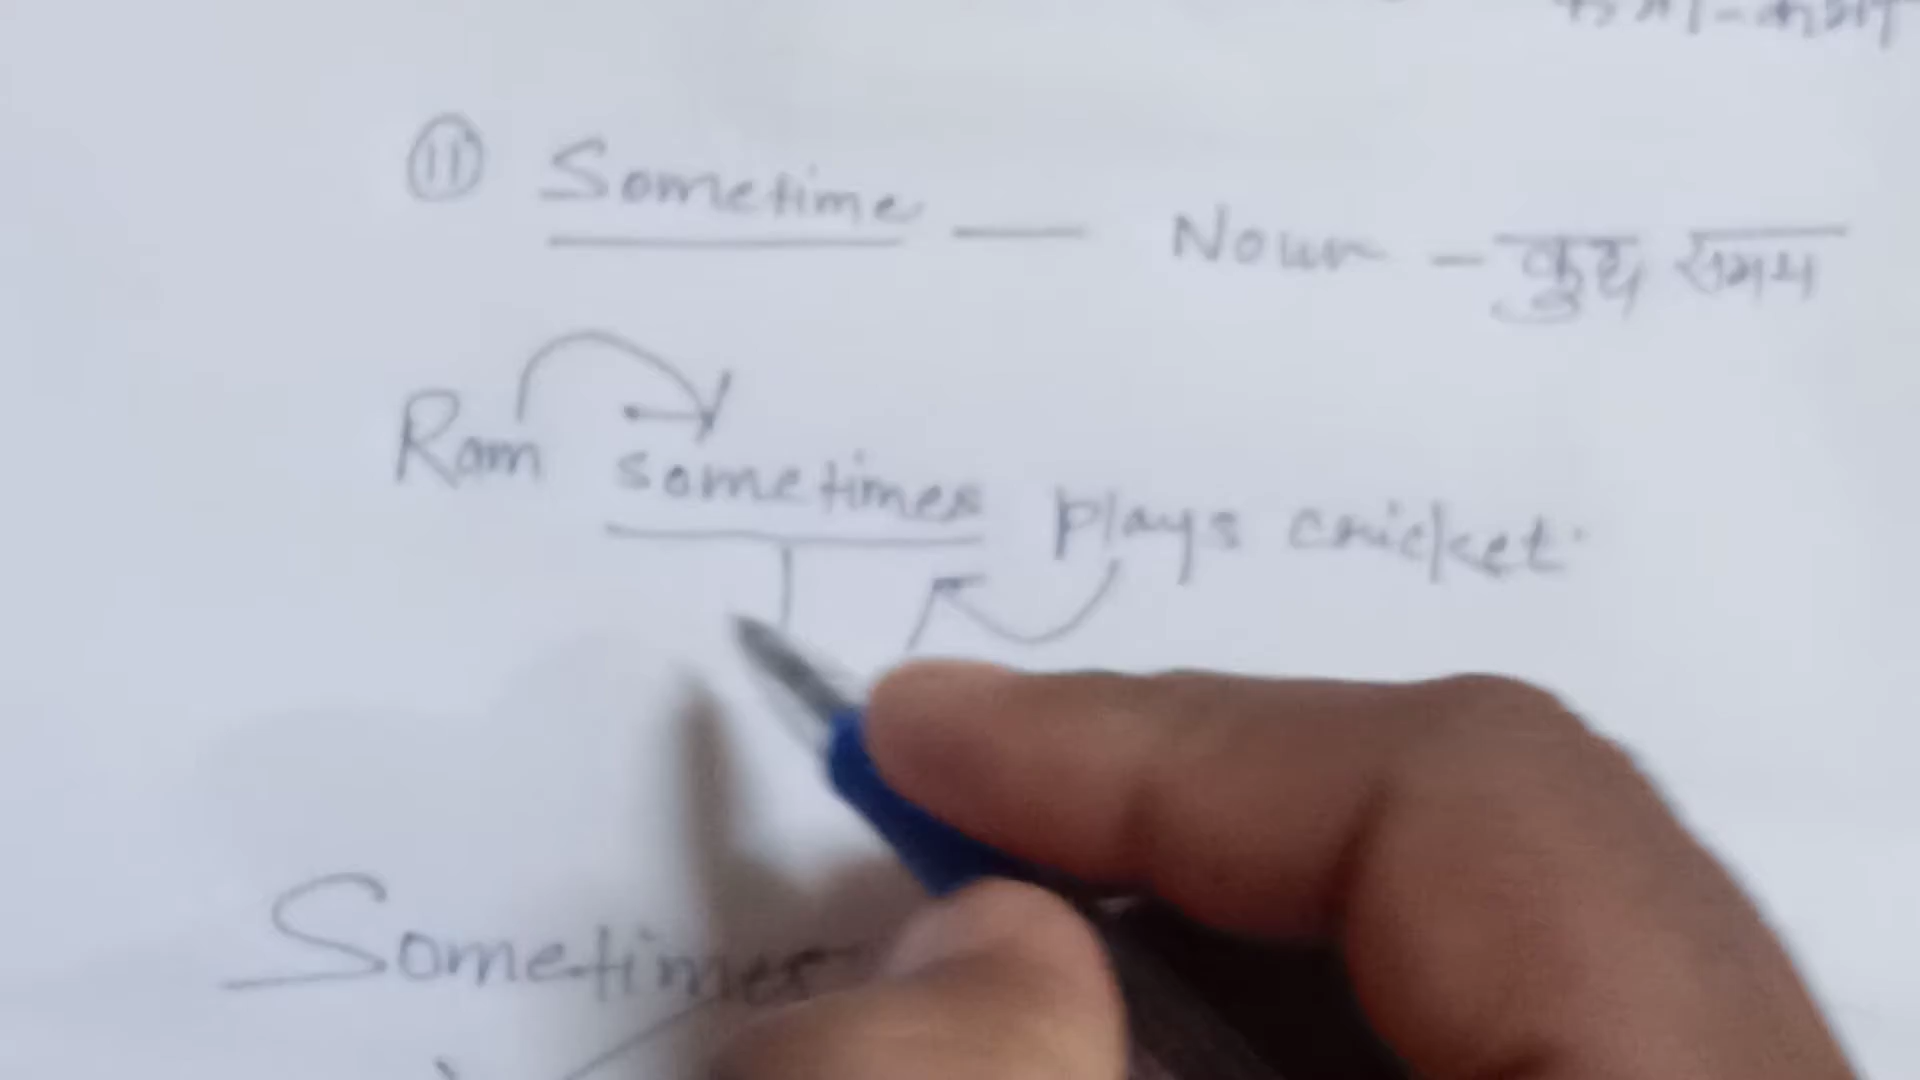 11 Sometime — Noun - कुछ समय
Ram sometimes plays cricket.
Sometimes